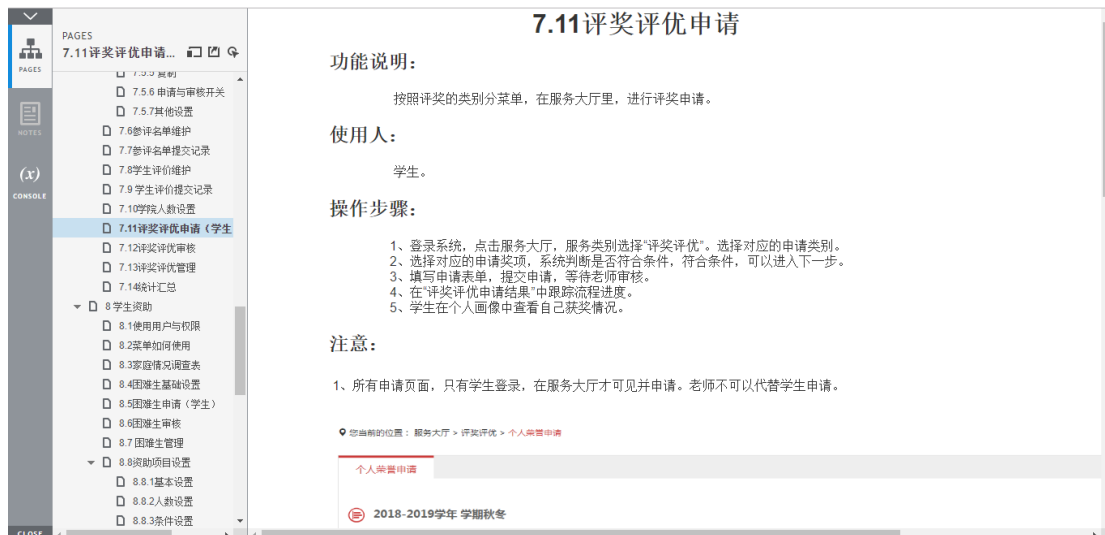 PAGES
NOTES
(x)
CONSOLE
CLOSE
PAGES
7.11评奖评优申请...
7.5.5 复制
7.5.6 申请与审核开关
7.5.7其他设置
7.6参评名单维护
7.7参评名单提交记录
7.8学生评价维护
7.9 学生评价提交记录
7.10学院人数设置
7.11评奖评优申请（学生
7.12评奖评优审核
7.13评奖评优管理
7.14统计汇总
8 学生资助
8.1使用用户与权限
8.2菜单如何使用
8.3家庭情况调查表
8.4困难生基础设置
8.5困难生申请（学生）
8.6困难生审核
8.7 困难生管理
8.8资助项目设置
8.8.1基本设置
8.8.2人数设置
8.8.3条件设置
7.11评奖评优申请
功能说明：
按照评奖的类别分菜单，在服务大厅里，进行评奖申请。
使用人：
学生。
操作步骤：
1、登录系统，点击服务大厅，服务类别选择“评奖评优”。选择对应的申请类别。
2、选择对应的申请奖项，系统判断是否符合条件，符合条件，可以进入下一步。
3、填写申请表单，提交申请，等待老师审核。
4、在“评奖评优申请结果”中跟踪流程进度。
5、学生在个人画像中查看自己获奖情况。
注意：
1、所有申请页面，只有学生登录，在服务大厅才可见并申请。老师不可以代替学生申请。
您当前的位置： 服务大厅 > 评奖评优 > 个人荣誉申请
个人荣誉申请
2018-2019学年 学期秋冬